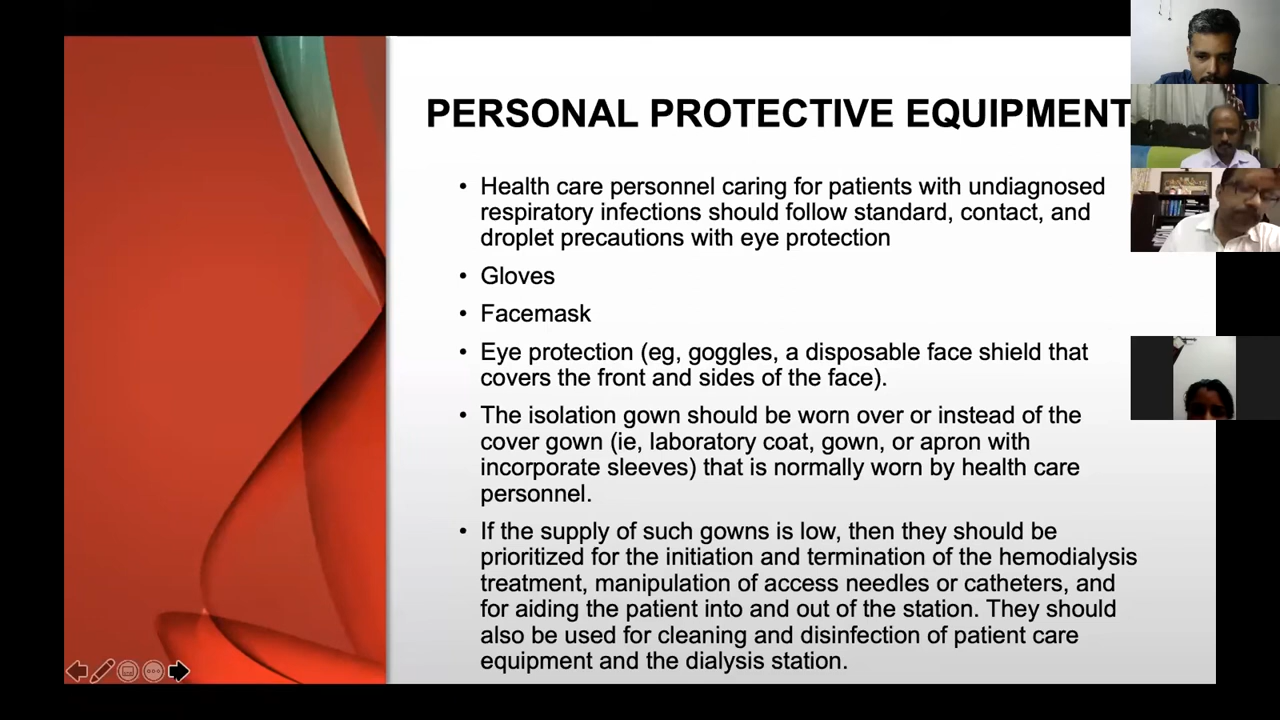 PERSONAL PROTECTIVE EQUIPMENT
• Health care personnel caring for patients with undiagnosed
respiratory infections should follow standard, contact, and
droplet precautions with eye protection
• Gloves
• Facemask
• Eye protection (eg, goggles, a disposable face shield that
covers the front and sides of the face).
• The isolation gown should be worn over or instead of the
cover gown (ie, laboratory coat, gown, or apron with
incorporate sleeves) that is normally worn by health care
personnel.
• If the supply of such gowns is low, then they should be
prioritized for the initiation and termination of the hemodialysis
treatment, manipulation of access needles or catheters, and
for aiding the patient into and out of the station. They should
also be used for cleaning and disinfection of patient care
equipment and the dialysis station.